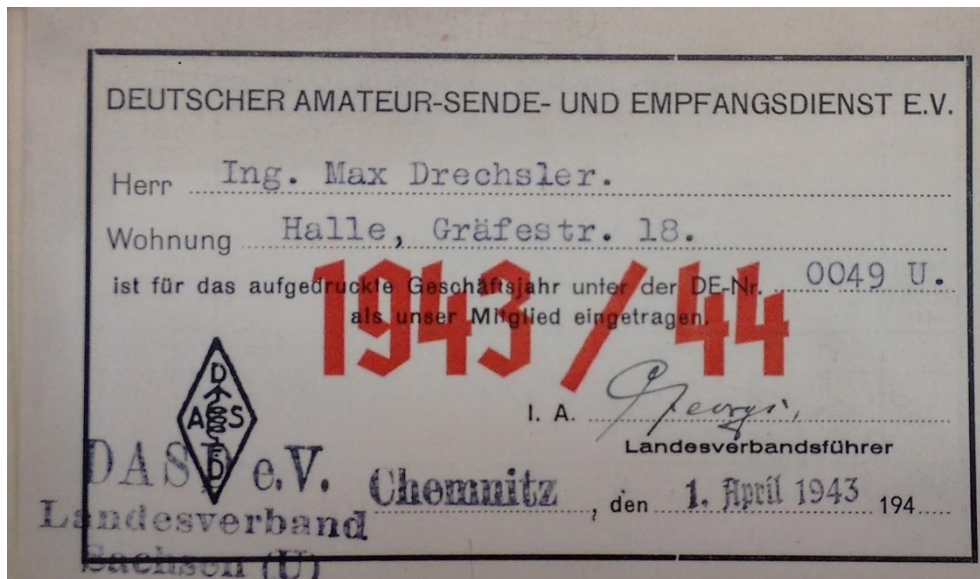 DEUTSCHER AMATEUR-SENDE- UND EMPFANGSDIENST E.V.
Herr Ing. Max Drechsler.
Wohnung Halle, Gräfestr. 18.
ist für das aufgedruckte Geschäftsjahr unter der DE-Nr. 0049 U.
1943/44
als unser Mitglied eingetragen.
D
A S
D
I. A. Georgi,
Landesverbandsführer
DASD e.V.
Chemnitz, den 1. April 1943 194
Landesverband
Sachsen (U)